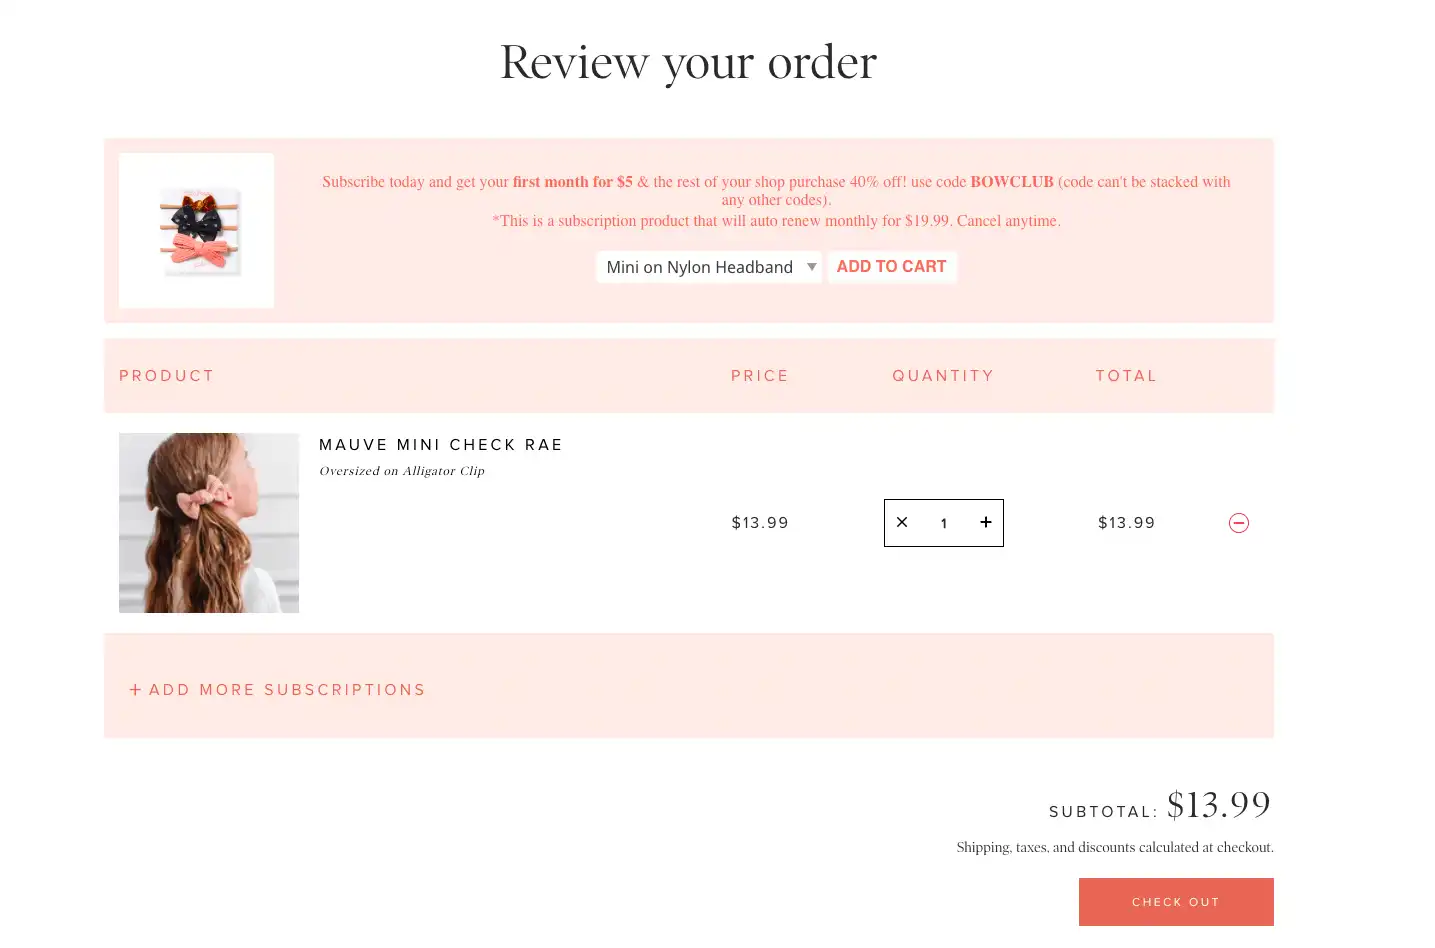 Review your order
Subscribe today and get your first month for $5 & the rest of your shop purchase 40% off! use code BOWCLUB (code can't be stacked with
any other codes).
*This is a subscription product that will auto renew monthly for $19.99. Cancel anytime.
Mini on Nylon Headband ▼ ADD TO CART
PRODUCT PRICE QUANTITY TOTAL
MAUVE MINI CHECK RAE
Oversized on Alligator Clip
$13.99 × 1 + $13.99
+ ADD MORE SUBSCRIPTIONS
SUBTOTAL: $13.99
Shipping, taxes, and discounts calculated at checkout.
CHECK OUT